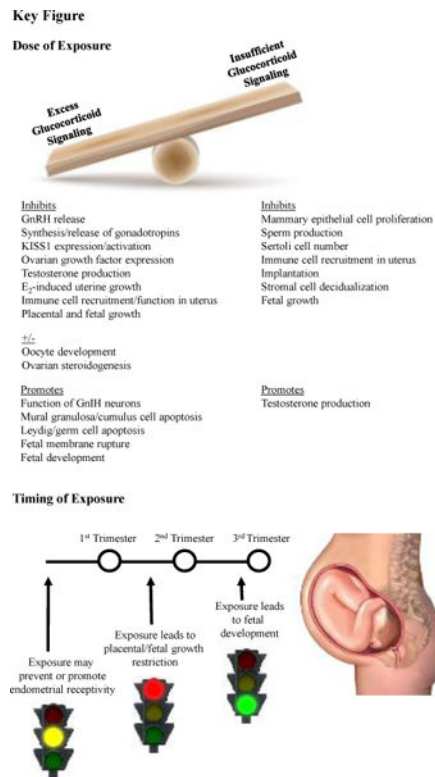 Key Figure
Dose of Exposure
Insufficient
Glucocorticoid
Signaling
Excess
Glucocorticoid
Signaling
Inhibits
GnRH release
Synthesis/release of gonadotropins
KISS1 expression/activation
Ovarian growth factor expression
Testosterone production
E₂-induced uterine growth
Immune cell recruitment/function in uterus
Placental and fetal growth
Inhibits
Mammary epithelial cell proliferation
Sperm production
Sertoli cell number
Immune cell recruitment in uterus
Implantation
Stromal cell decidualization
Fetal growth
+/-
Oocyte development
Ovarian steroidogenesis
Promotes
Function of GnIH neurons
Mural granulosa/cumulus cell apoptosis
Leydig/germ cell apoptosis
Fetal membrane rupture
Fetal development
Promotes
Testosterone production
Timing of Exposure
1st Trimester
2nd Trimester
3rd Trimester
Exposure may
prevent or promote
endometrial receptivity
Exposure leads to
placental/fetal growth
restriction
Exposure leads
to fetal
development